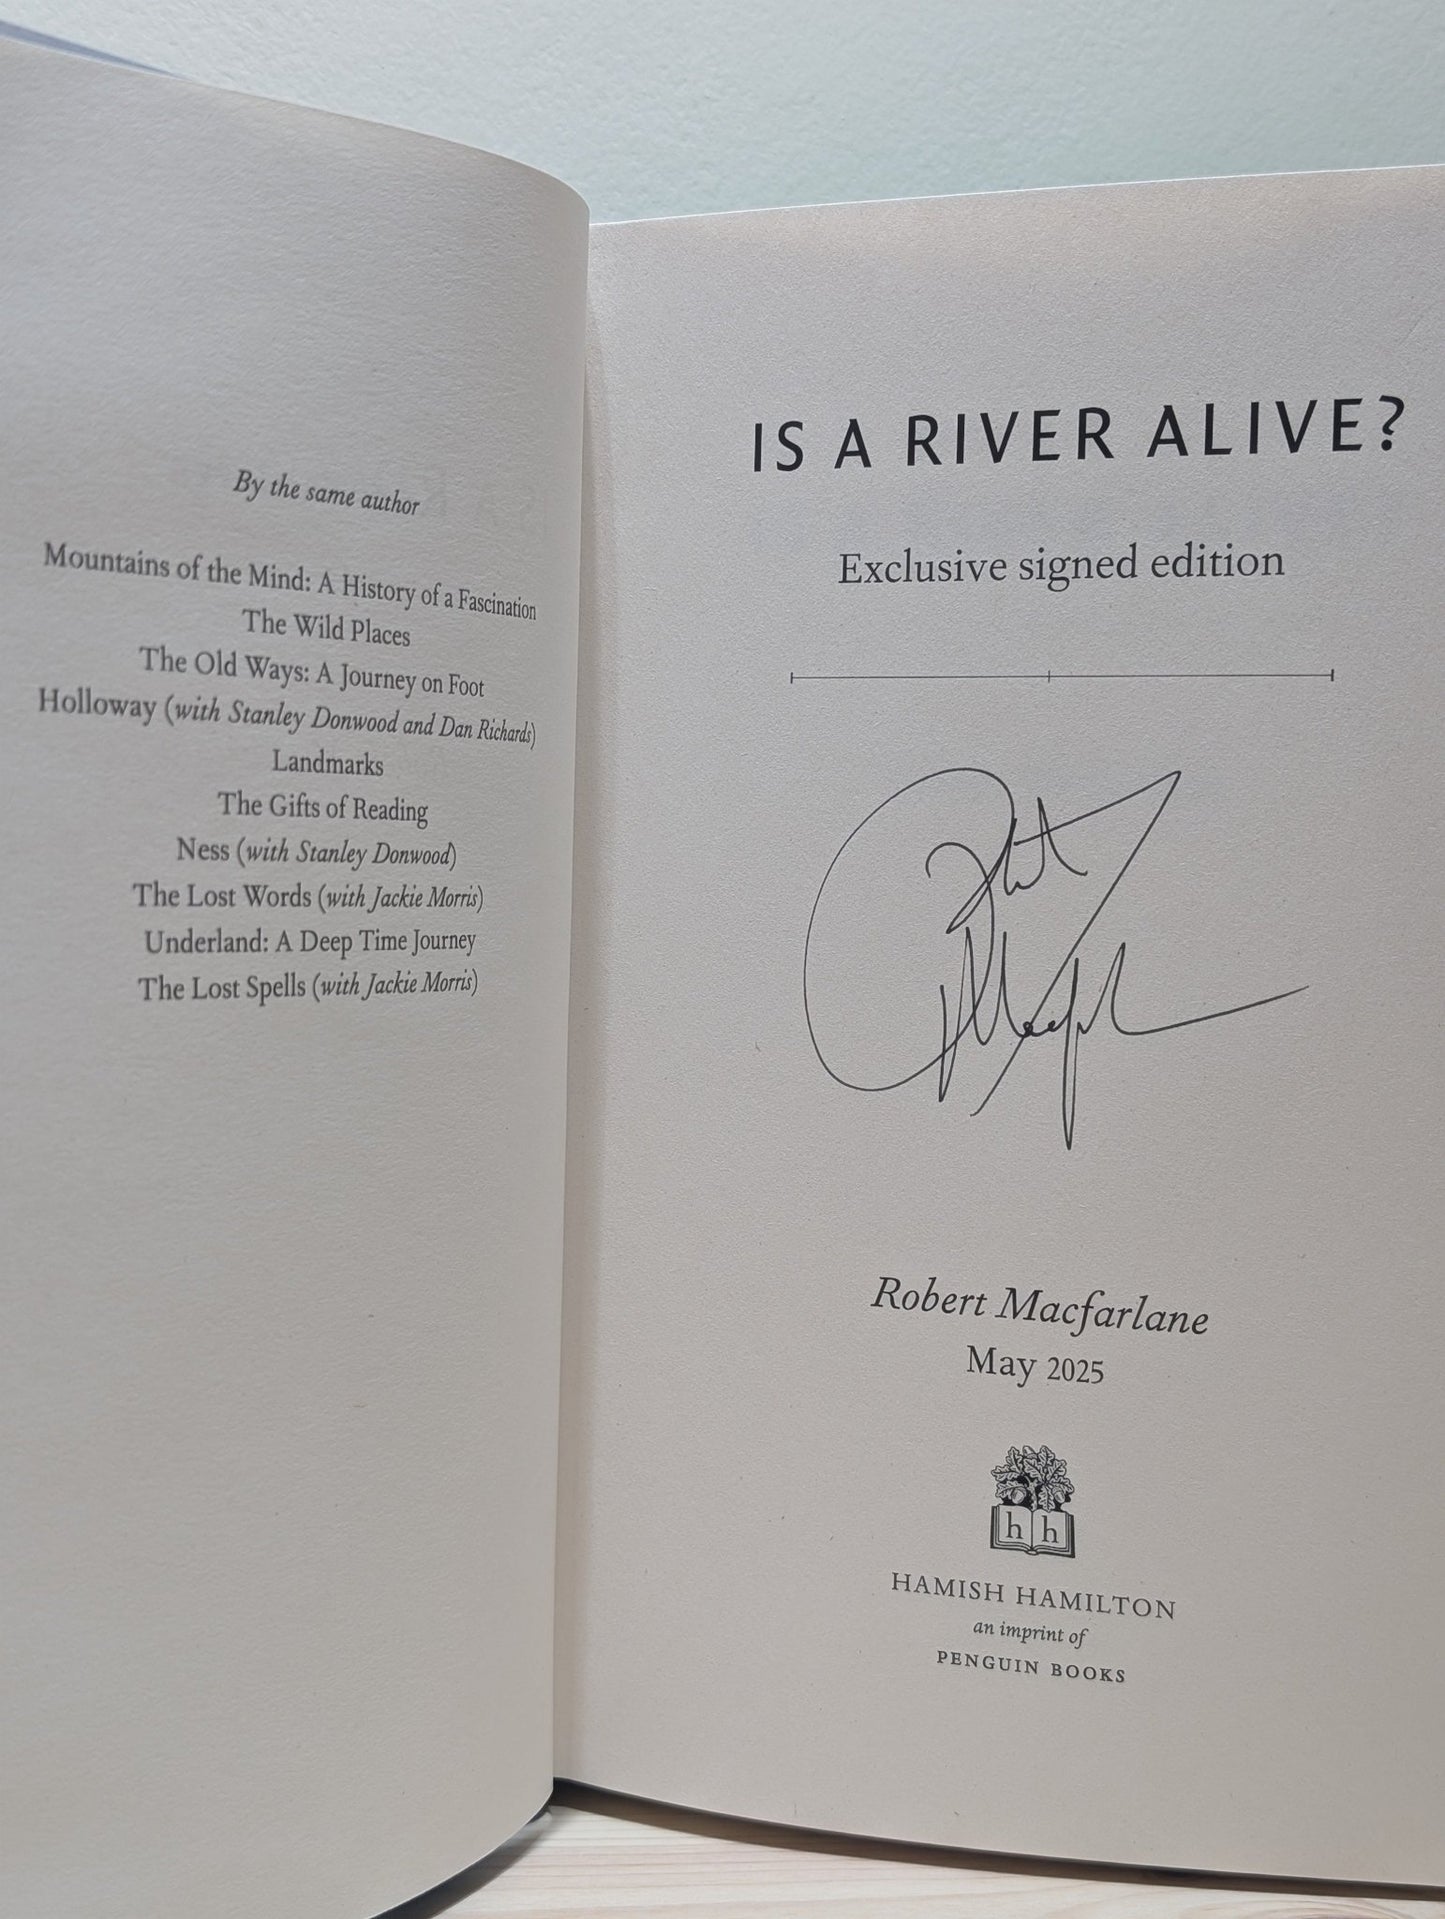 By the same author
Mountains of the Mind: A History of a Fascination
The Wild Places
The Old Ways: A Journey on Foot
Holloway (with Stanley Donwood and Dan Richards)
Landmarks
The Gifts of Reading
Ness (with Stanley Donwood)
The Lost Words (with Jackie Morris)
Underland: A Deep Time Journey
The Lost Spells (with Jackie Morris)
IS A RIVER ALIVE?
Exclusive signed edition
Robert Macfarlane
May 2025
h h
HAMISH HAMILTON
an imprint of
PENGUIN BOOKS